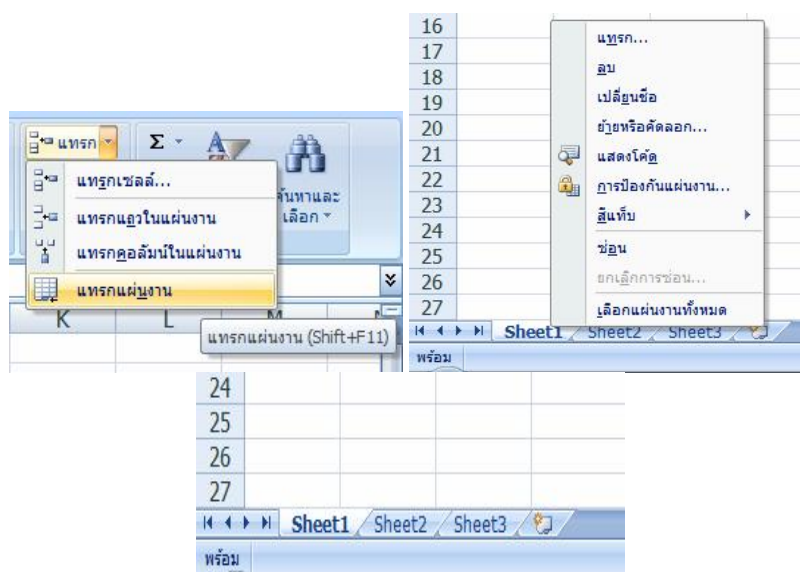 แทรก Σ
แทรกเซลล์...
แทรกแถวในแผ่นงาน
แทรกคอลัมน์ในแผ่นงาน
แทรกแผ่นงาน
เลือก
K L M
แทรกแผ่นงาน (Shift+F11)
16
17
18
19
20
21
22
23
24
25
26
27
แทรก...
ลบ
เปลี่ยนชื่อ
ย้ายหรือคัดลอก...
แสดงโค้ด
การป้องกันแผ่นงาน...
สีแท็บ
ซ่อน
ยกเลิกการซ่อน...
เลือกแผ่นงานทั้งหมด
Sheet1 Sheet2 Sheet3
พร้อม
24
25
26
27
Sheet1 Sheet2 Sheet3
พร้อม